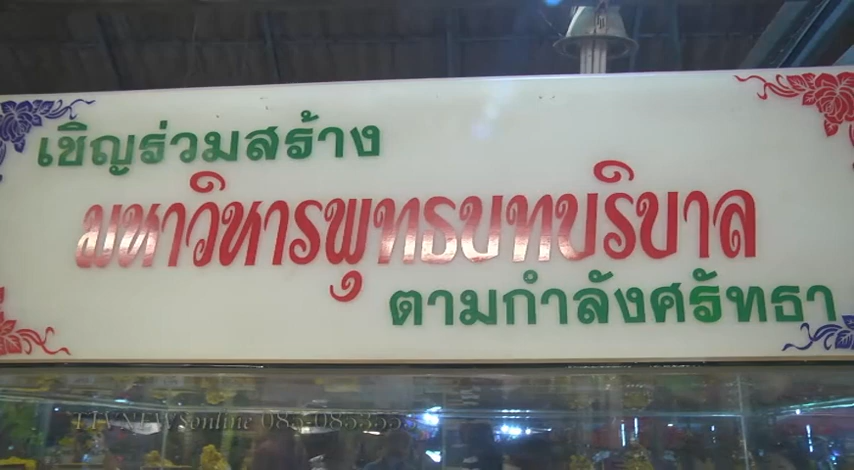 เชิญร่วมสร้าง
มหาวิหารพุทธบทบริบาล
ตามกำลังศรัทธา